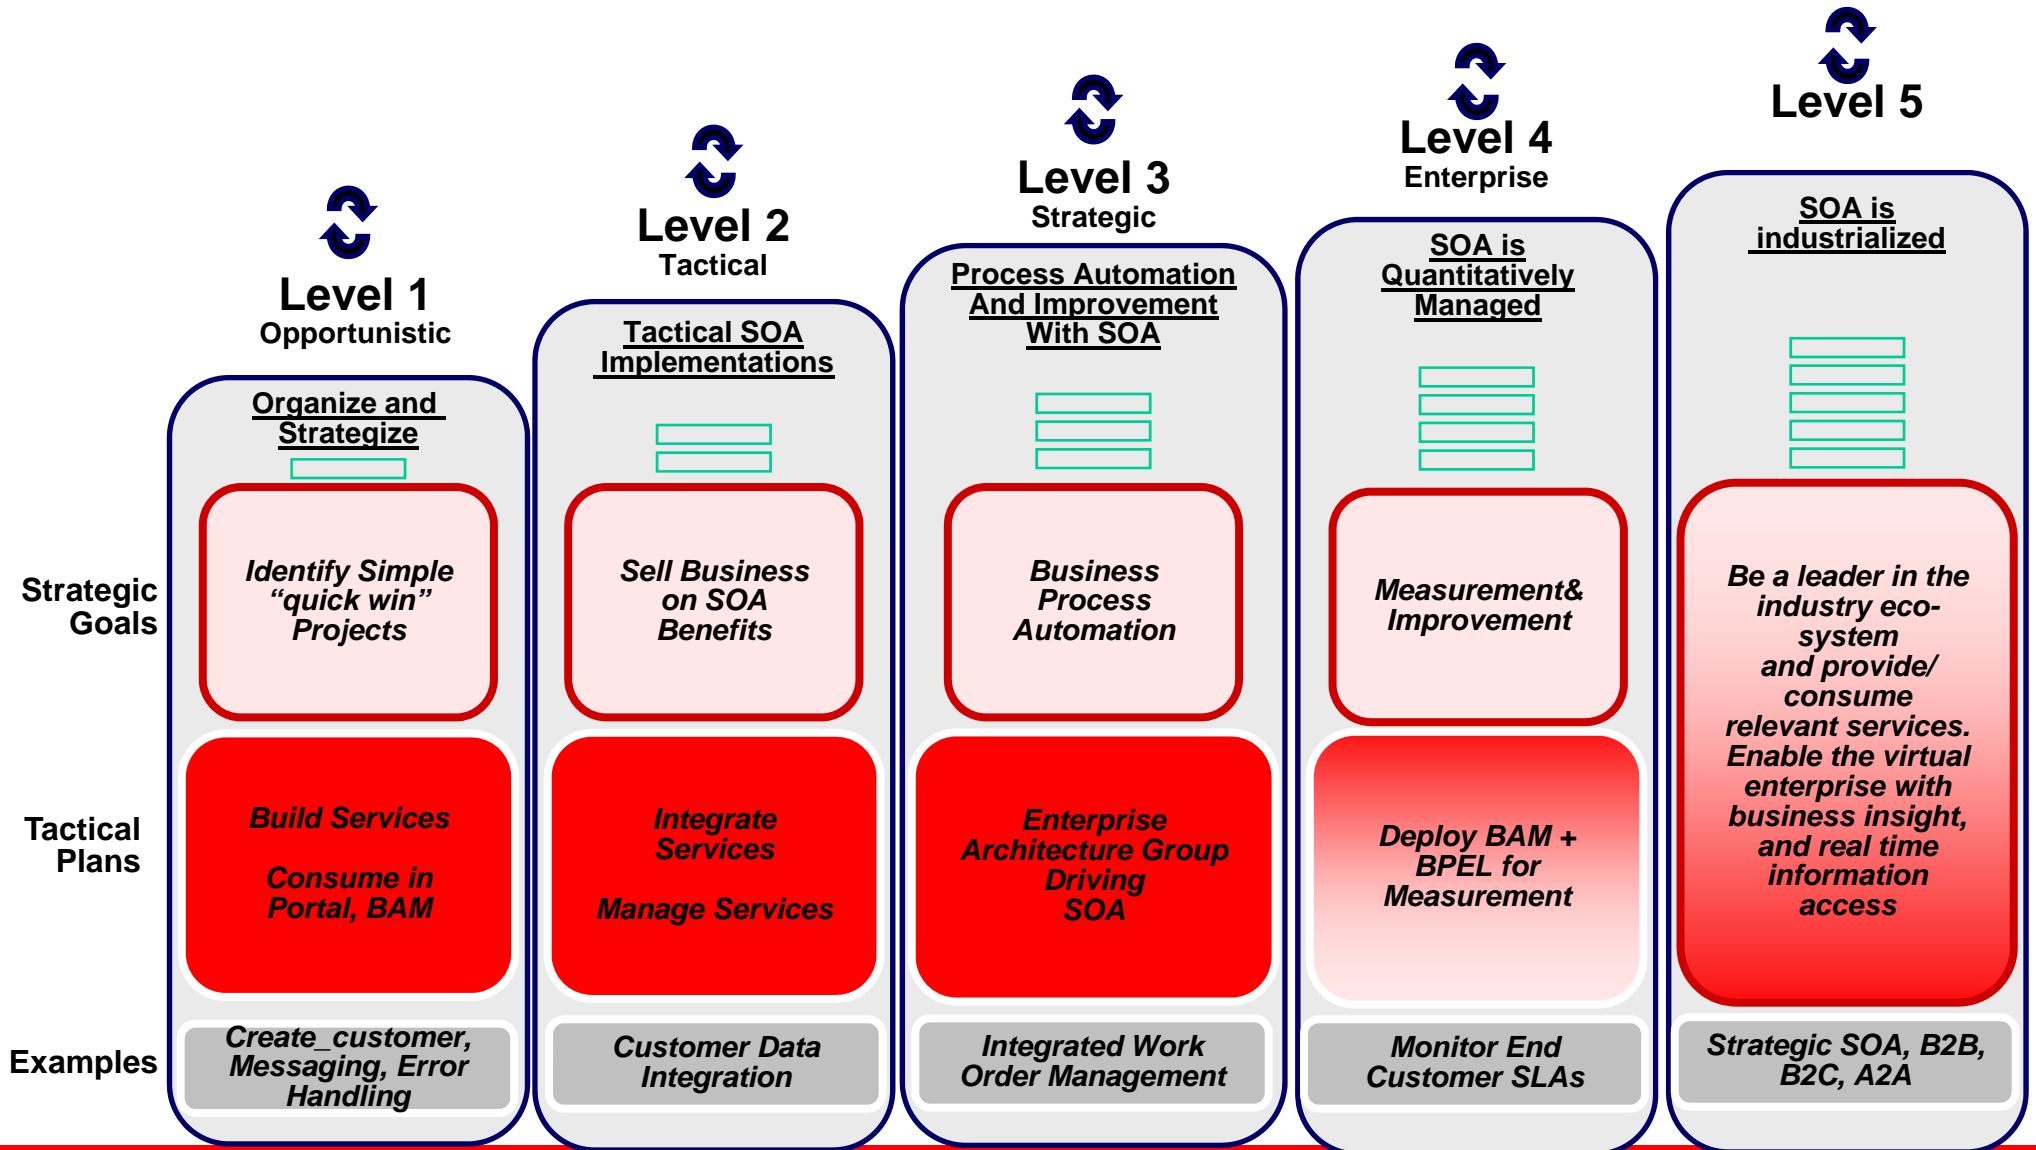 Level 1
Opportunistic
Organize and
Strategize
Level 2
Tactical
Tactical SOA
Implementations
Level 3
Strategic
Process Automation
And Improvement
With SOA
Level 4
Enterprise
SOA is
Quantitatively
Managed
Level 5
SOA is
industrialized
Strategic
Goals
Identify Simple
“quick win”
Projects
Sell Business
on SOA
Benefits
Business
Process
Automation
Measurement&
Improvement
Be a leader in the
industry eco-
system
and provide/
consume
relevant services.
Enable the virtual
enterprise with
business insight,
and real time
information
access
Tactical
Plans
Build Services
Consume in
Portal, BAM
Integrate
Services
Manage Services
Enterprise
Architecture Group
Driving
SOA
Deploy BAM +
BPEL for
Measurement
Examples
Create_customer,
Messaging, Error
Handling
Customer Data
Integration
Integrated Work
Order Management
Monitor End
Customer SLAs
Strategic SOA, B2B,
B2C, A2A